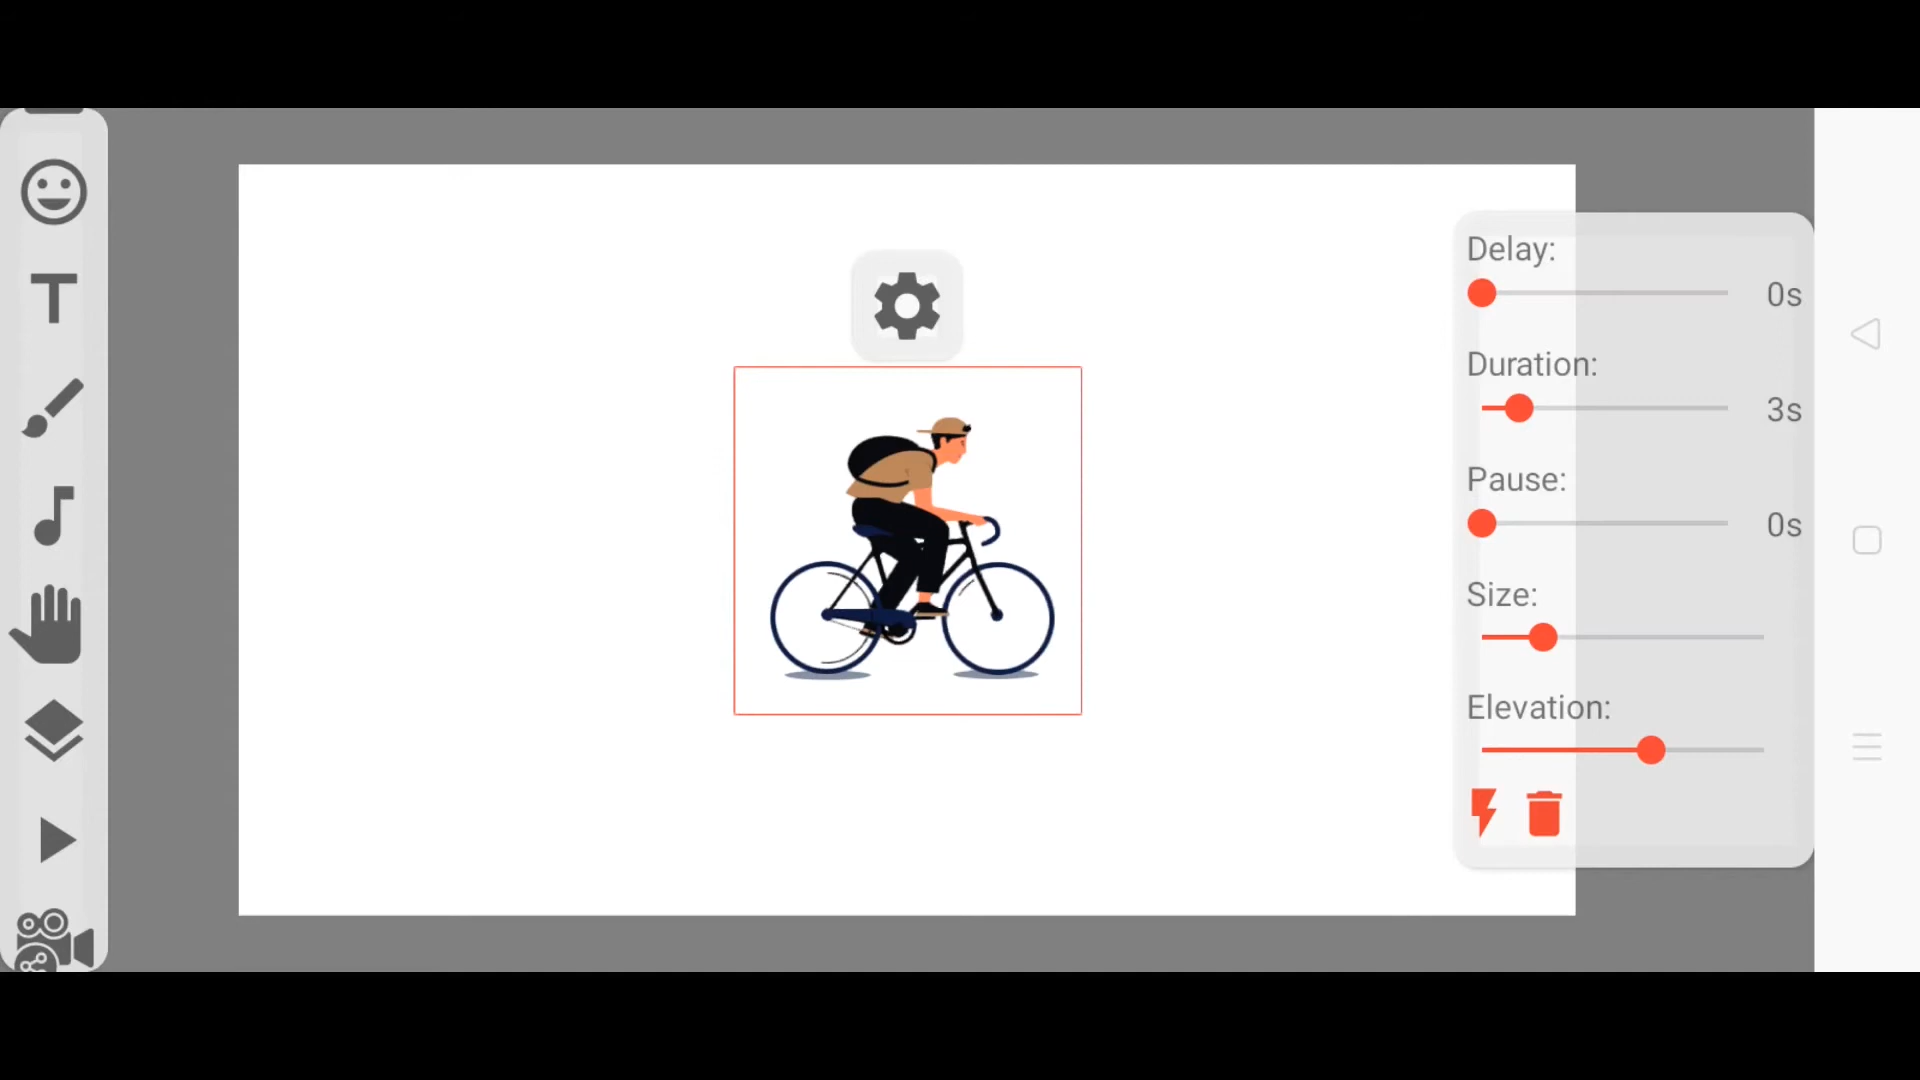 Delay:
0s
Duration:
3s
Pause:
0s
Size:
Elevation: